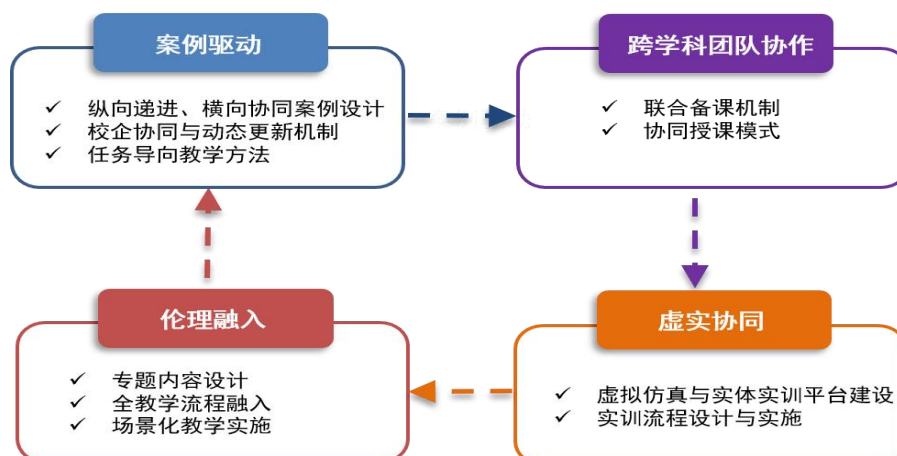 案例驱动
✓ 纵向递进、横向协同案例设计
✓ 校企协同与动态更新机制
✓ 任务导向教学方法
跨学科团队协作
✓ 联合备课机制
✓ 协同授课模式
伦理融入
✓ 专题内容设计
✓ 全教学流程融入
✓ 场景化教学实施
虚实协同
✓ 虚拟仿真与实体实训平台建设
✓ 实训流程设计与实施